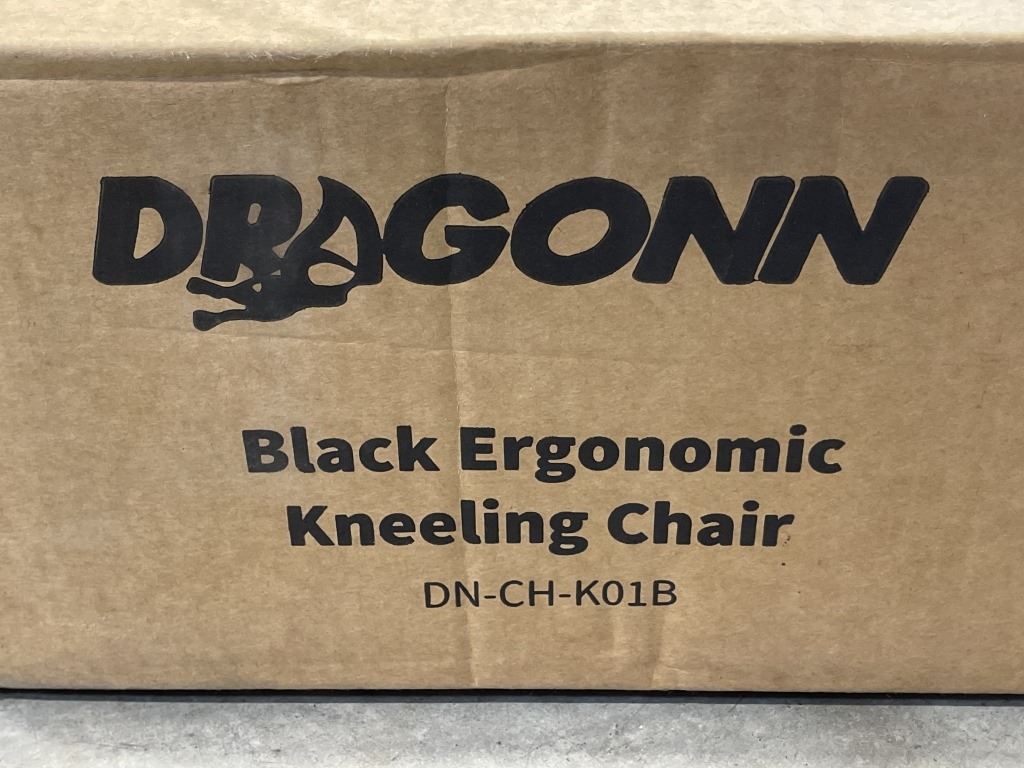 DRAGONN
Black Ergonomic
Kneeling Chair
DN-CH-K01B